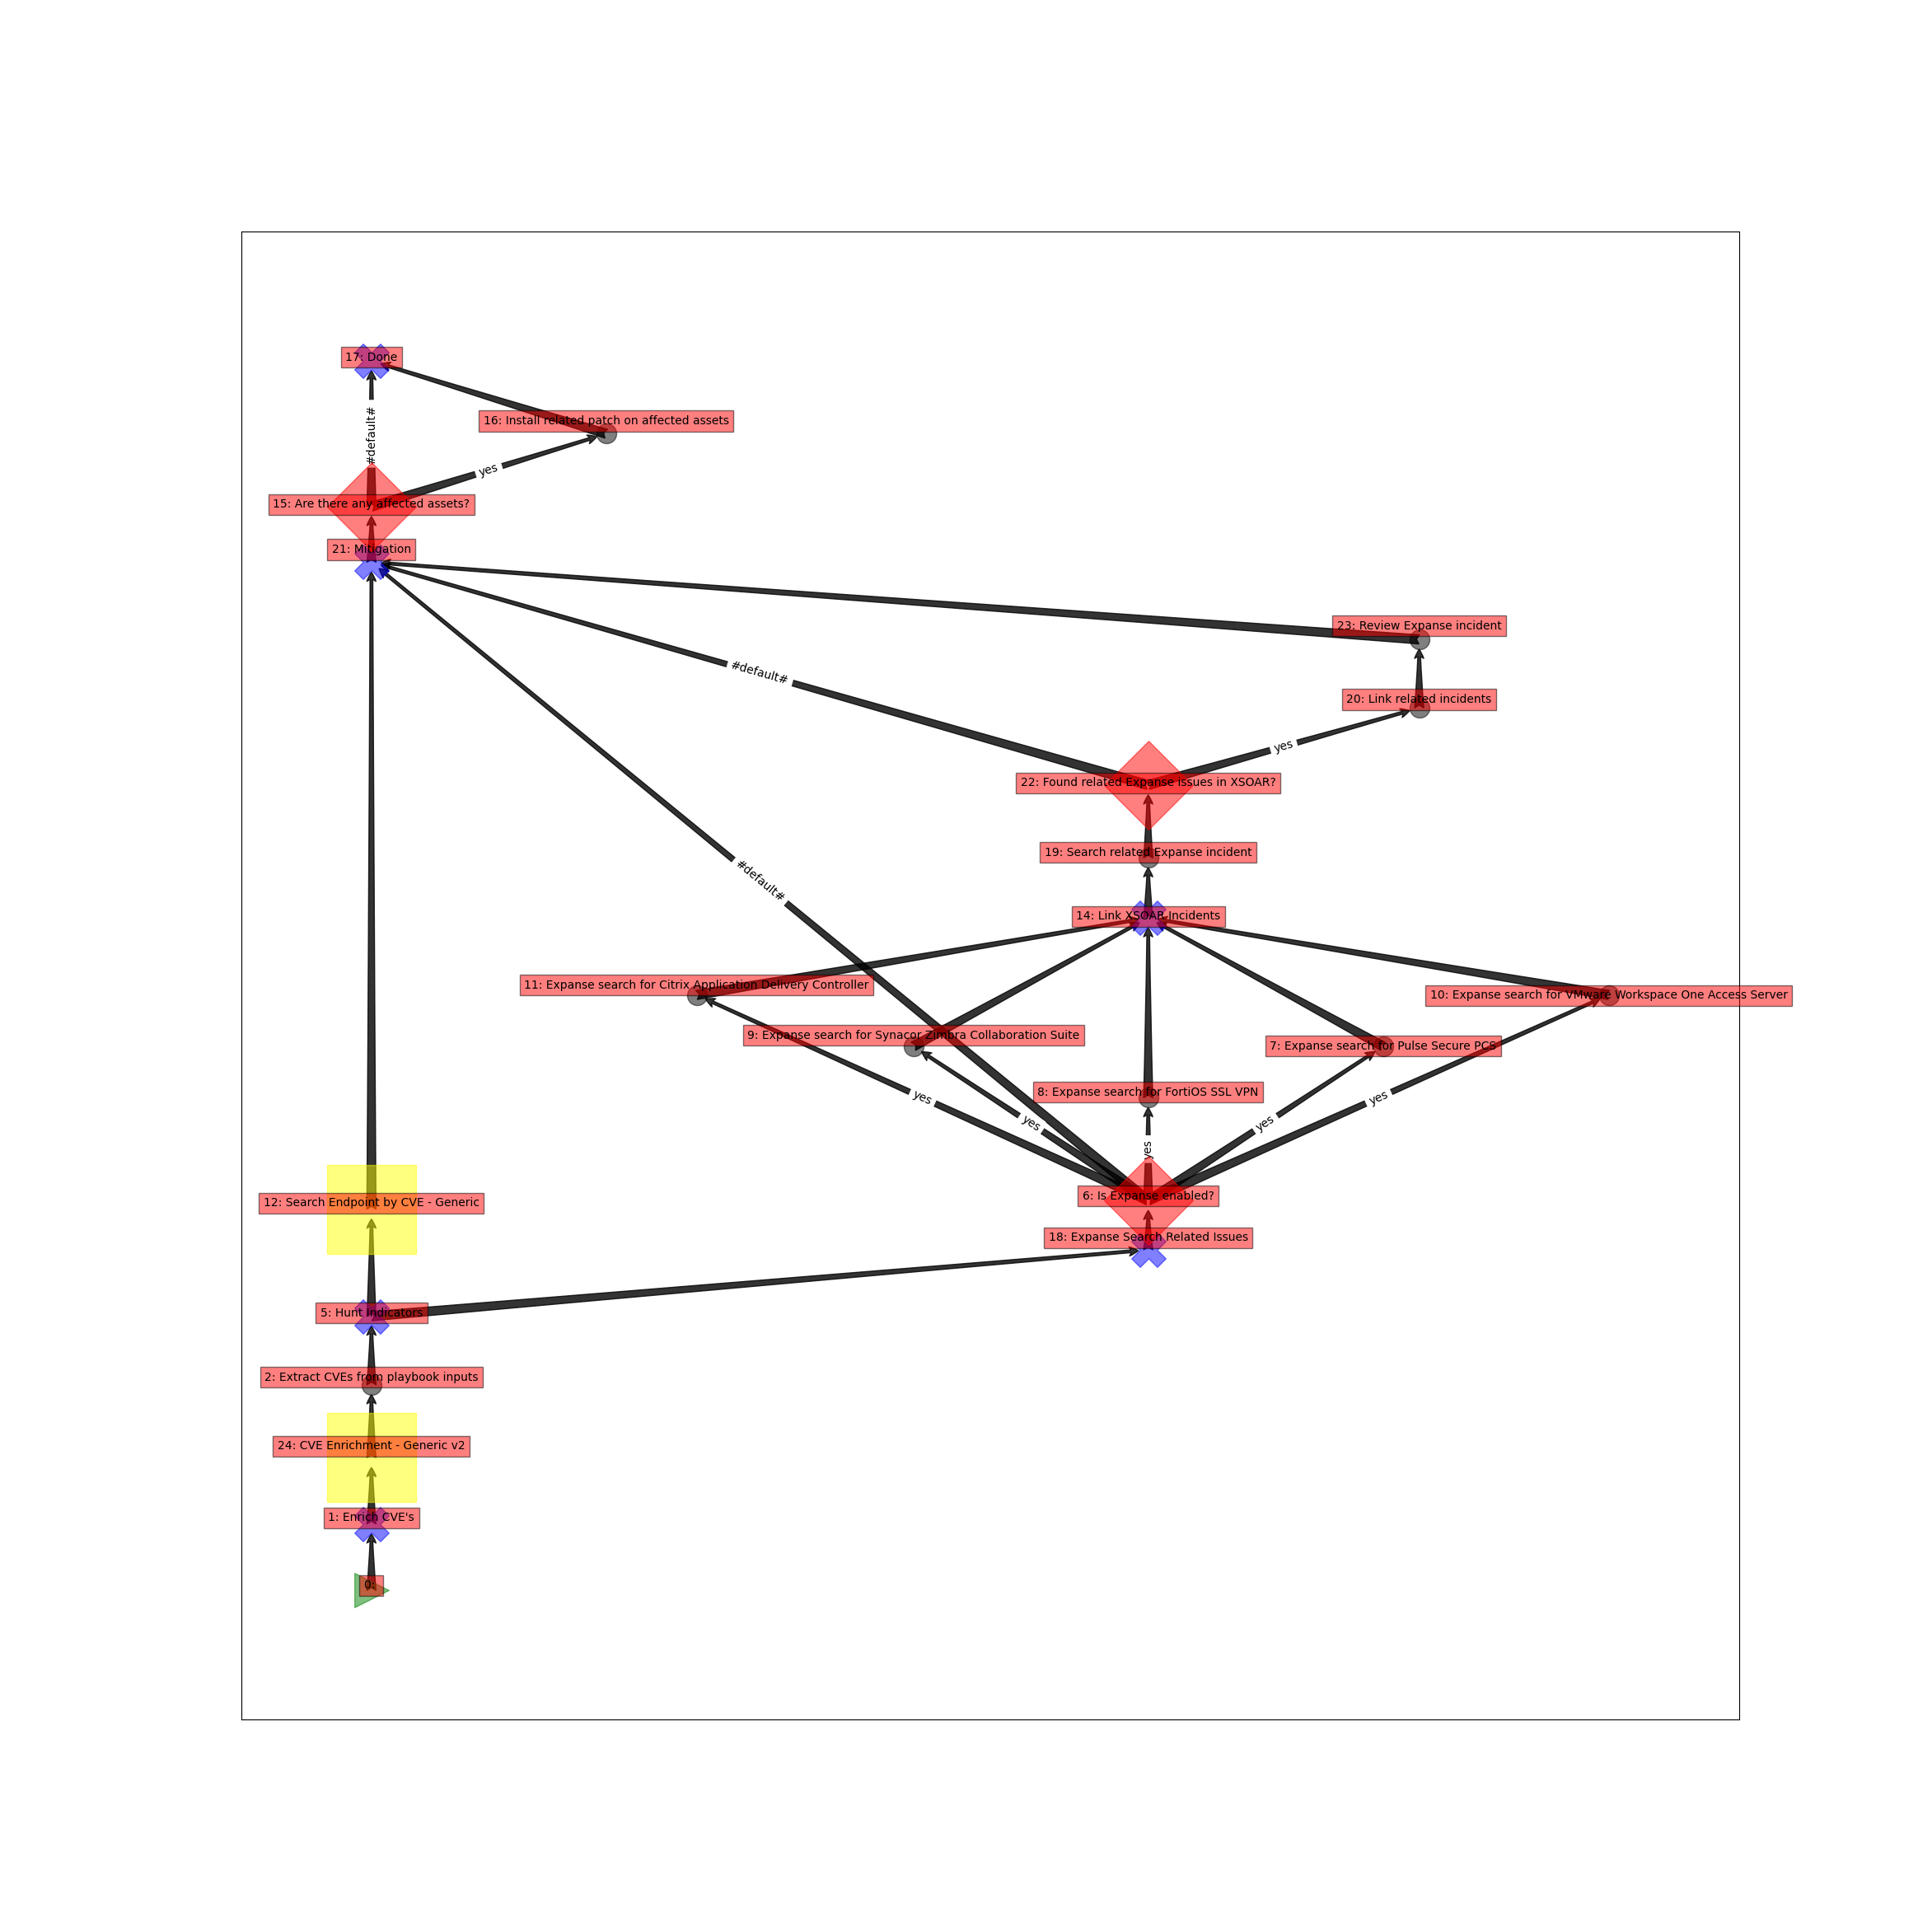 17: Done
16: Install related patch on affected assets
#default#
yes
15: Are there any affected assets?
21: Mitigation
23: Review Expanse incident
#default#
20: Link related incidents
yes
22: Found related Expanse issues in XSOAR?
19: Search related Expanse incident
#default#
14: Link XSOAR Incidents
11: Expanse search for Citrix Application Delivery Controller
10: Expanse search for VMware Workspace One Access Server
9: Expanse search for Synacor Zimbra Collaboration Suite
7: Expanse search for Pulse Secure PCS
8: Expanse search for FortiOS SSL VPN
yes
yes
yes
yes
yes
6: Is Expanse enabled?
12: Search Endpoint by CVE - Generic
18: Expanse Search Related Issues
5: Hunt Indicators
2: Extract CVEs from playbook inputs
24: CVE Enrichment - Generic v2
1: Enrich CVE's
0: